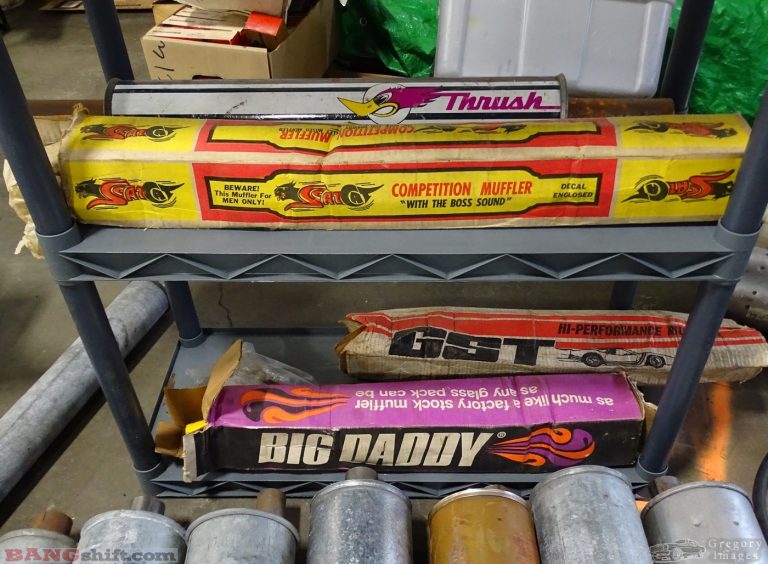 Thrush
COMPETITION
MUFFLER
BEWARE!
This Muffler For
MEN ONLY!
COMPETITION MUFFLER
"WITH THE BOSS SOUND"
DECAL
ENCLOSED
HI-PERFORMANCE
GST
as much like a factory stock muffler
as any glass pack can be
BIG DADDY®
BANGshift.com
Gregory
Images